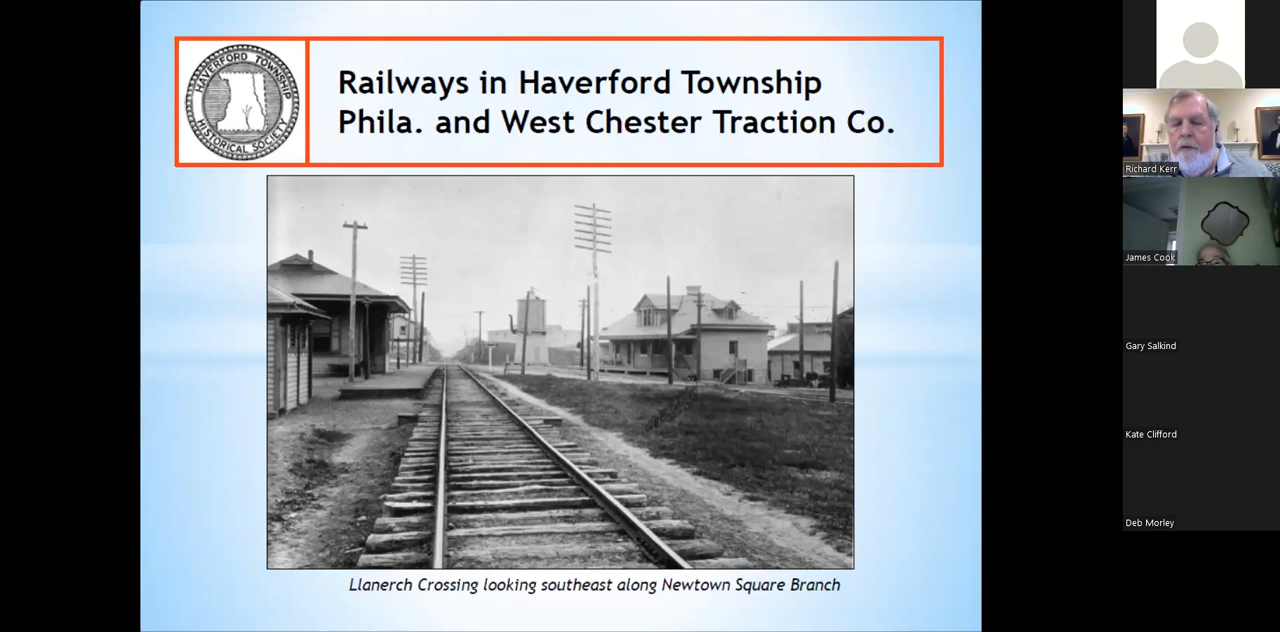 HAVERFORD TOWNSHIP
HISTORICAL SOCIETY
Railways in Haverford Township
Phila. and West Chester Traction Co.
Llanerch Crossing looking southeast along Newtown Square Branch
Richard Kerr
James Cook
Gary Salkind
Kate Clifford
Deb Morley